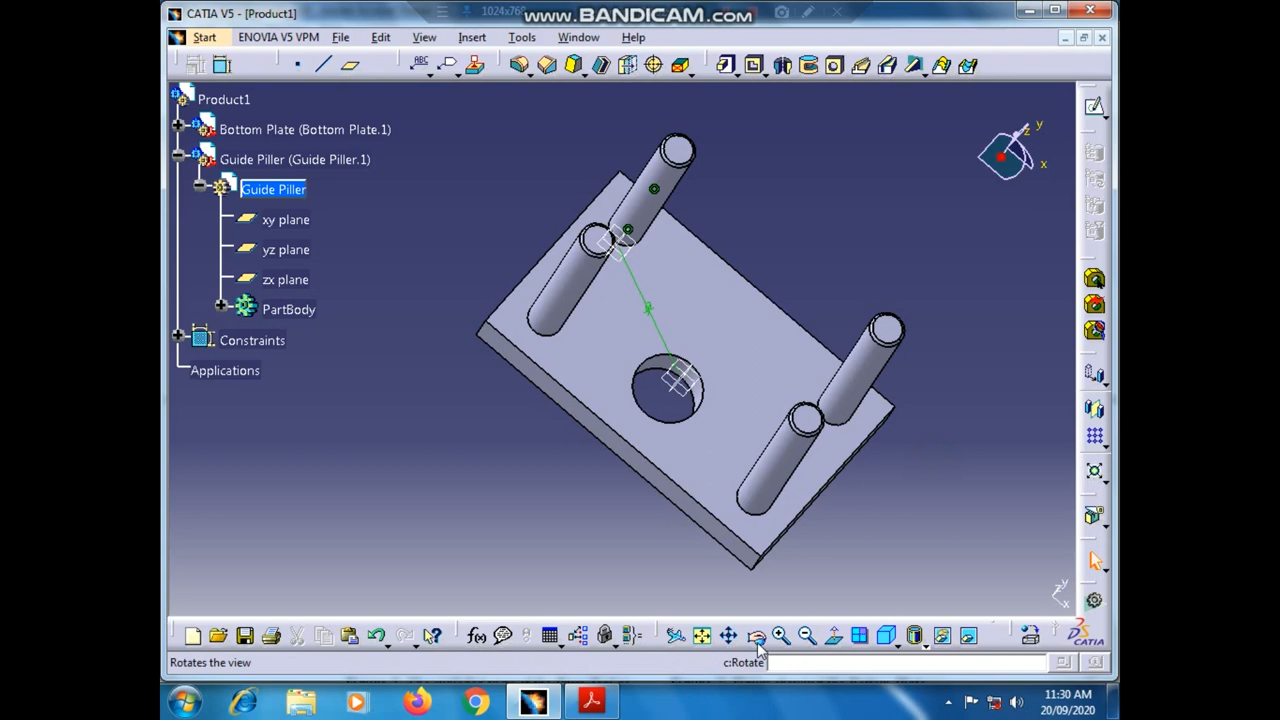 CATIA V5 - [Product1]
1024x768
www.BANDICAM.com
Start
ENOVIA V5 VPM
File
Edit
View
Insert
Tools
Window
Help
ABC
Product1
Bottom Plate (Bottom Plate.1)
Guide Piller (Guide Piller.1)
Guide Piller
xy plane
yz plane
zx plane
PartBody
Constraints
Applications
y
z
x
z
y
x
f(x)
CATIA
Rotates the view
c:Rotate
11:30 AM
20/09/2020